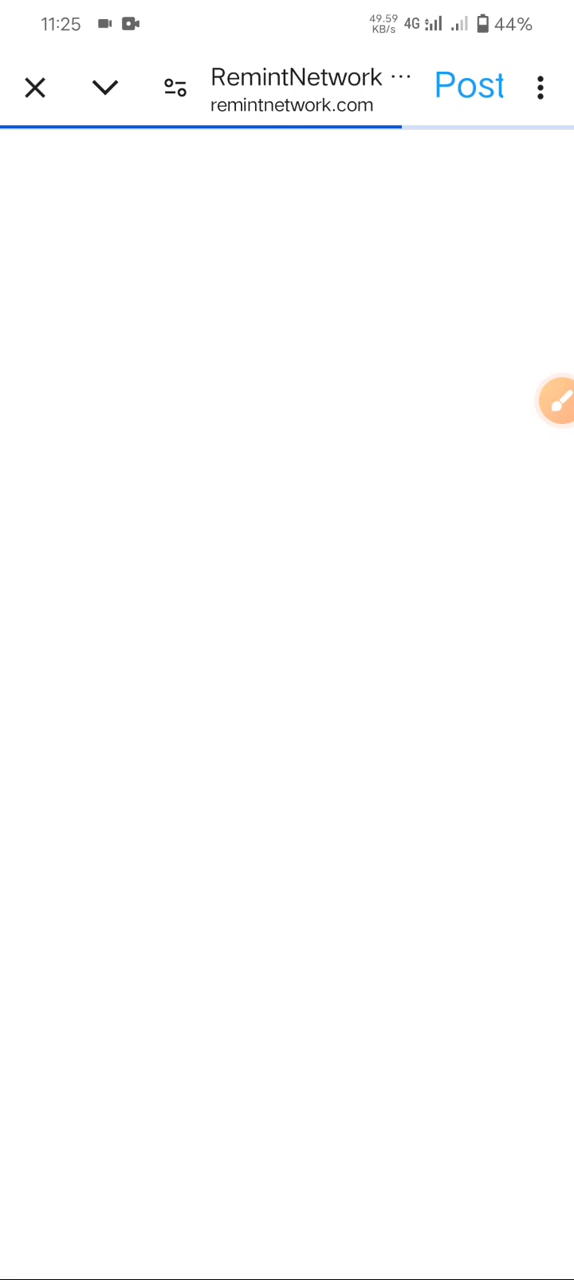 11:25
49.59
KB/s
4G
44%
RemintNetwork ...
Post
remintnetwork.com